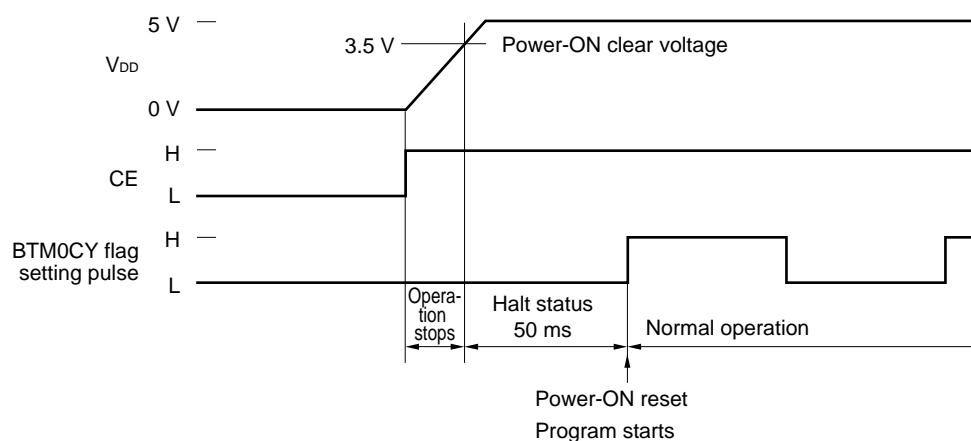 5 V
3.5 V
Power-ON clear voltage
VDD
0 V
H
CE
L
H
BTM0CY flag
setting pulse
L
Opera-
tion
stops
Halt status
50 ms
Normal operation
Power-ON reset
Program starts